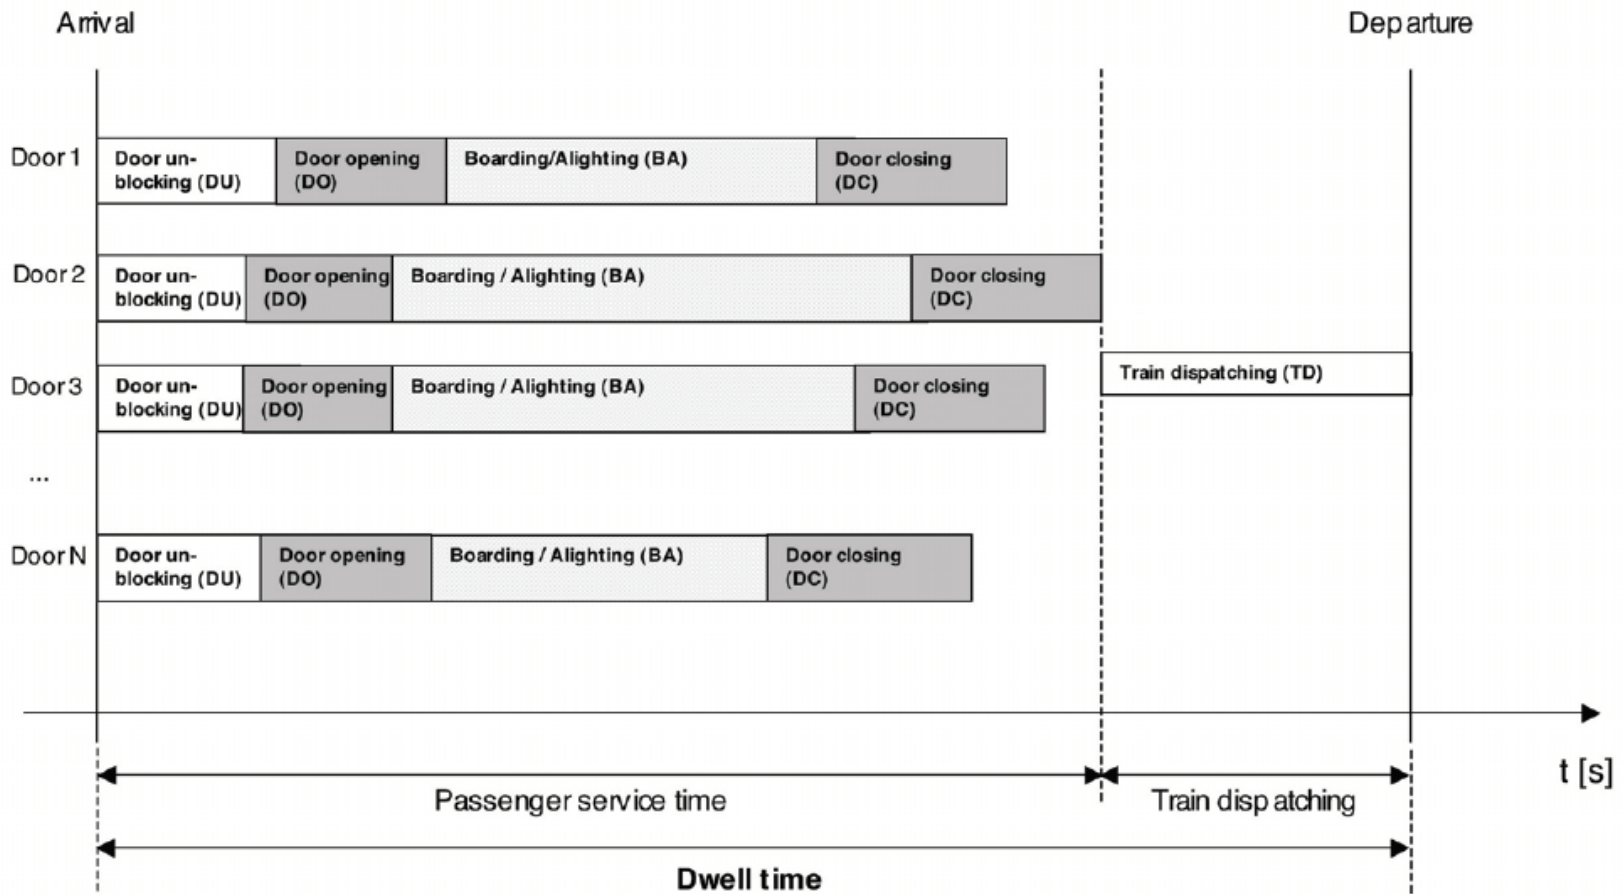 Arrival
Departure
Door 1
Door un-
blocking (DU)
Door opening
(DO)
Boarding/Alighting (BA)
Door closing
(DC)
Door 2
Door un-
blocking (DU)
Door opening
(DO)
Boarding / Alighting (BA)
Door closing
(DC)
Door 3
Door un-
blocking (DU)
Door opening
(DO)
Boarding / Alighting (BA)
Door closing
(DC)
Train dispatching (TD)
...
Door N
Door un-
blocking (DU)
Door opening
(DO)
Boarding / Alighting (BA)
Door closing
(DC)
t [s]
Passenger service time
Train dispatching
Dwell time